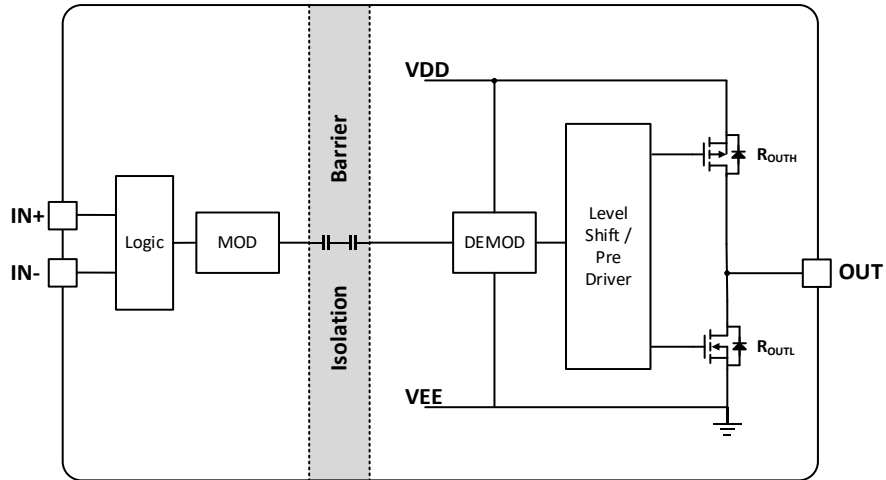 VDD
Isolation Barrier
R_OUTH
IN+
Logic
MOD
DEMOD
Level
Shift /
Pre
Driver
IN-
OUT
R_OUTL
VEE